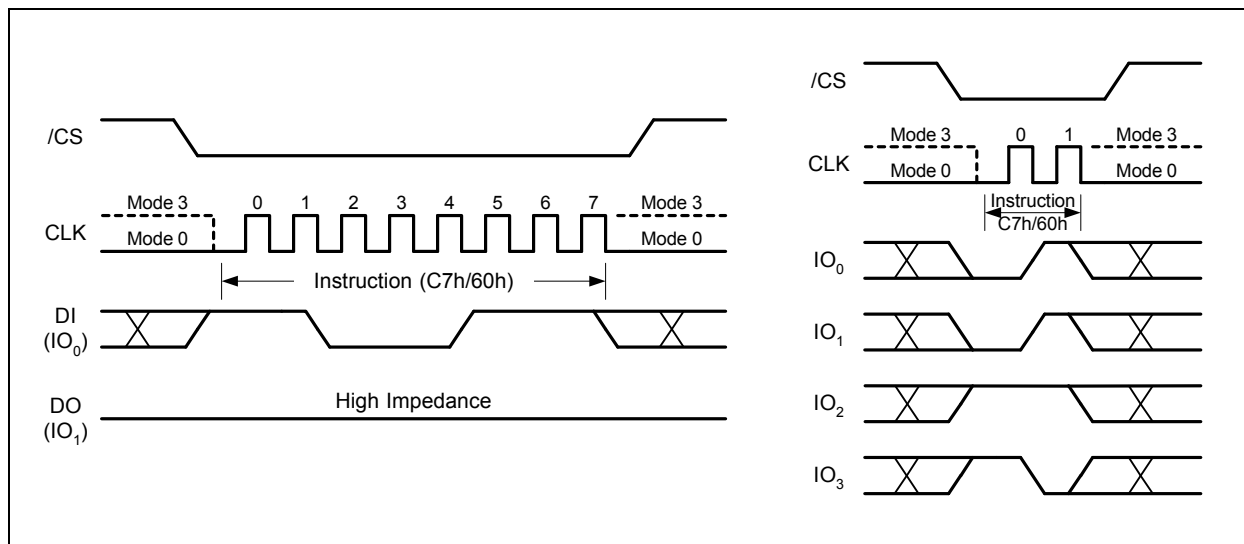 /CS
Mode 3 0 1 2 3 4 5 6 7 Mode 3
CLK Mode 0 Mode 0
Instruction (C7h/60h)
DI
(IO0)
High Impedance
DO
(IO1)
/CS
Mode 3 0 1 Mode 3
CLK Mode 0 Mode 0
Instruction
C7h/60h
IO0
IO1
IO2
IO3